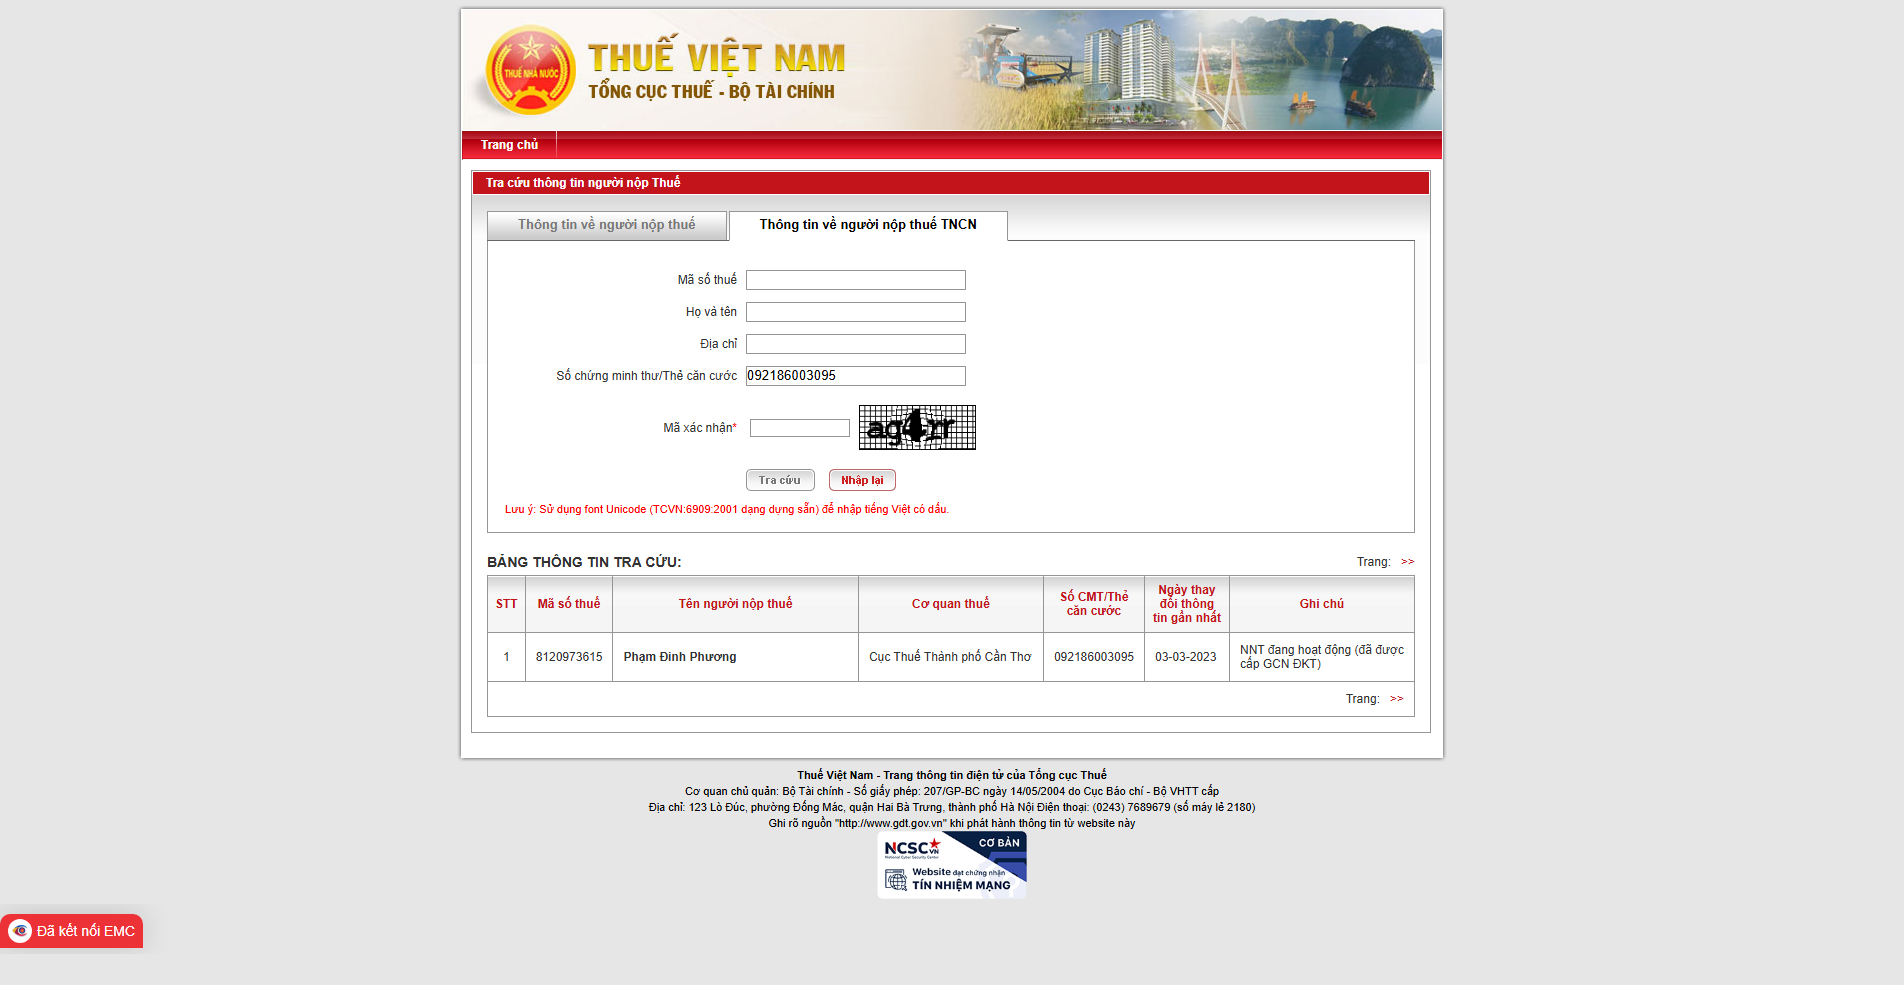 THUẾ NHÀ NƯỚC
THUẾ VIỆT NAM
TỔNG CỤC THUẾ - BỘ TÀI CHÍNH
Trang chủ
Tra cứu thông tin người nộp Thuế
Thông tin về người nộp thuế
Thông tin về người nộp thuế TNCN
Mã số thuế
Họ và tên
Địa chỉ
Số chứng minh thư/Thẻ căn cước 092186003095
Mã xác nhận* ag4rr
Tra cứu Nhập lại
Lưu ý: Sử dụng font Unicode (TCVN:6909:2001 dạng dựng sẵn) để nhập tiếng Việt có dấu.
BẢNG THÔNG TIN TRA CỨU: Trang: >>
STT Mã số thuế Tên người nộp thuế Cơ quan thuế Số CMT/Thẻ căn cước Ngày thay đổi thông tin gần nhất Ghi chú
1 8120973615 Phạm Đinh Phương Cục Thuế Thành phố Cần Thơ 092186003095 03-03-2023 NNT đang hoạt động (đã được cấp GCN ĐKT)
Trang: >>
Thuế Việt Nam - Trang thông tin điện tử của Tổng cục Thuế
Cơ quan chủ quản: Bộ Tài chính - Số giấy phép: 207/GP-BC ngày 14/05/2004 do Cục Báo chí - Bộ VHTT cấp
Địa chỉ: 123 Lò Đúc, phường Đống Mác, quận Hai Bà Trưng, thành phố Hà Nội Điện thoại: (0243) 7689679 (số máy lẻ 2180)
Ghi rõ nguồn "http://www.gdt.gov.vn" khi phát hành thông tin từ website này
NCSC VN CƠ BẢN
National Cyber Security Center
Website đạt chứng nhận
TÍN NHIỆM MẠNG
Đã kết nối EMC